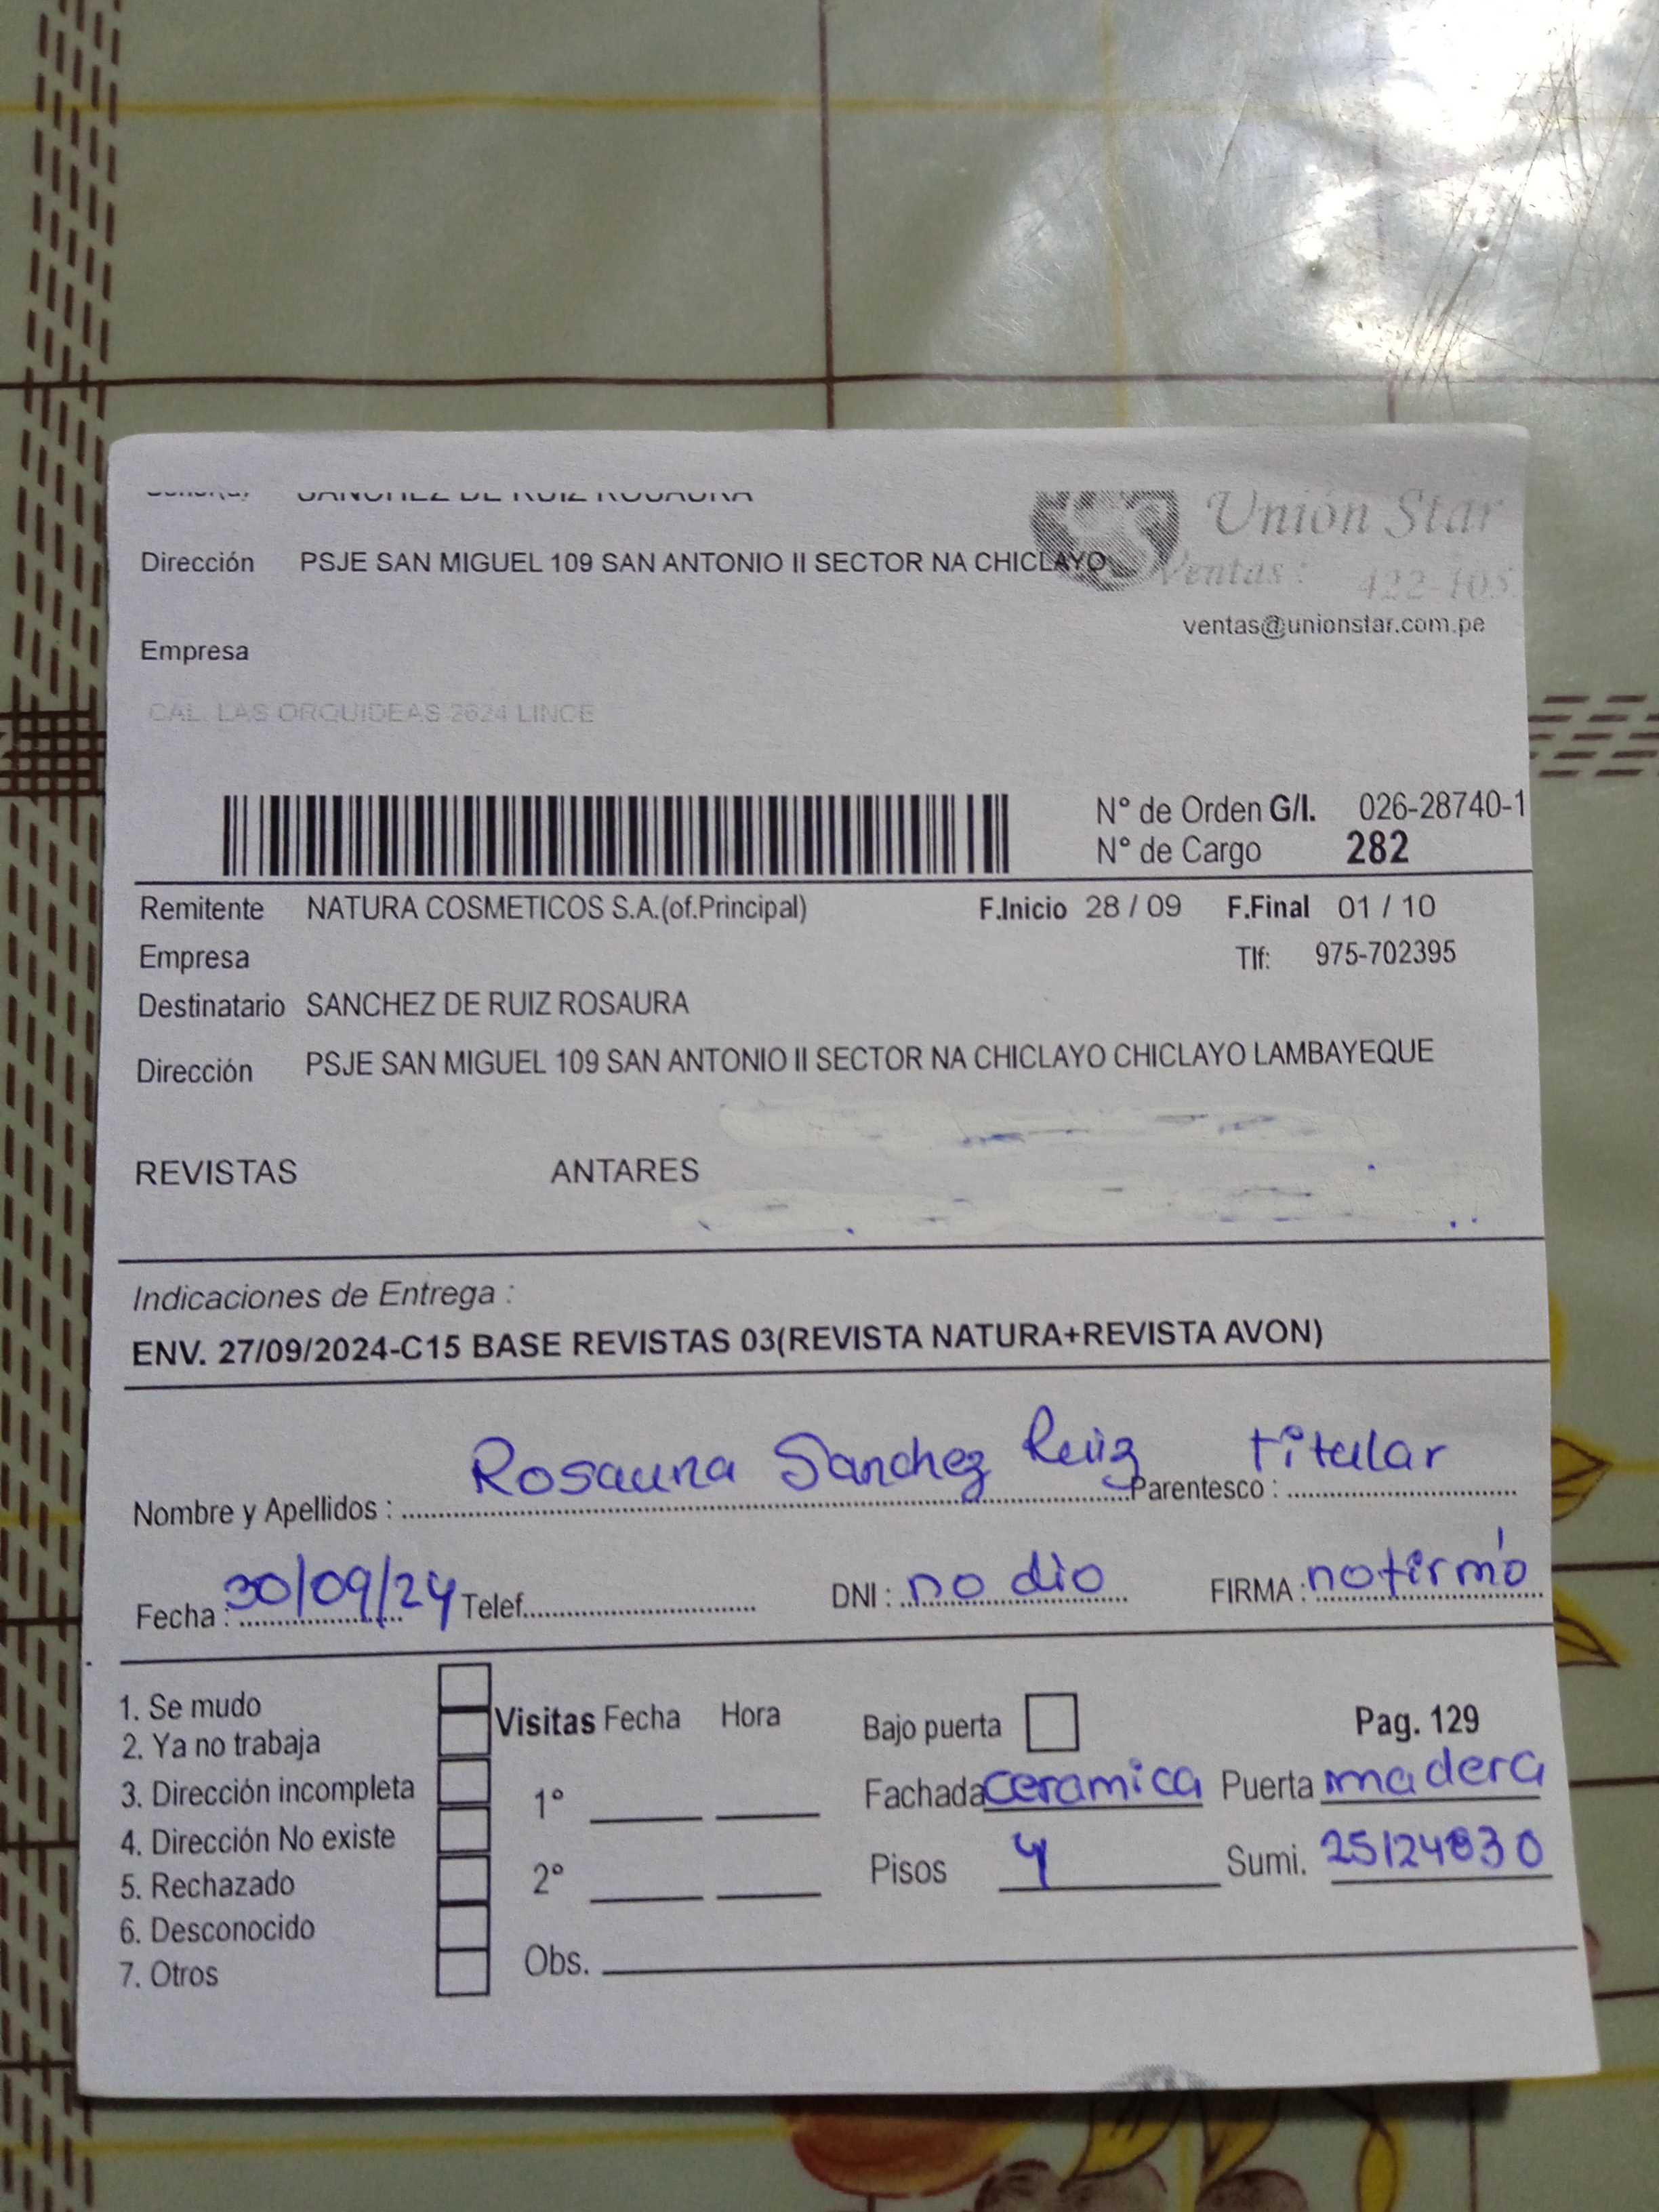 SANCHEZ DE RUIZ ROSAURA
Unión Star
Dirección PSJE SAN MIGUEL 109 SAN ANTONIO II SECTOR NA CHICLAYO
Ventas: 422-105
ventas@unionstar.com.pe
Empresa
CAL. LAS ORQUIDEAS 2624 LINCE
N° de Orden G/I. 026-28740-1
N° de Cargo 282
Remitente NATURA COSMETICOS S.A.(of.Principal) F.Inicio 28 / 09 F.Final 01 / 10
Empresa Tlf: 975-702395
Destinatario SANCHEZ DE RUIZ ROSAURA
Dirección PSJE SAN MIGUEL 109 SAN ANTONIO II SECTOR NA CHICLAYO CHICLAYO LAMBAYEQUE
REVISTAS ANTARES
Indicaciones de Entrega :
ENV. 27/09/2024-C15 BASE REVISTAS 03(REVISTA NATURA+REVISTA AVON)
Nombre y Apellidos : Rosaura Sanchez Ruiz Parentesco : titular
Fecha : 30/09/24 Telef. DNI : no dio FIRMA : no firmó
1. Se mudo
2. Ya no trabaja
3. Dirección incompleta
4. Dirección No existe
5. Rechazado
6. Desconocido
7. Otros
Visitas Fecha Hora
1°
2°
Obs.
Bajo puerta Pag. 129
Fachada ceramica Puerta madera
Pisos 4 Sumi. 25124830